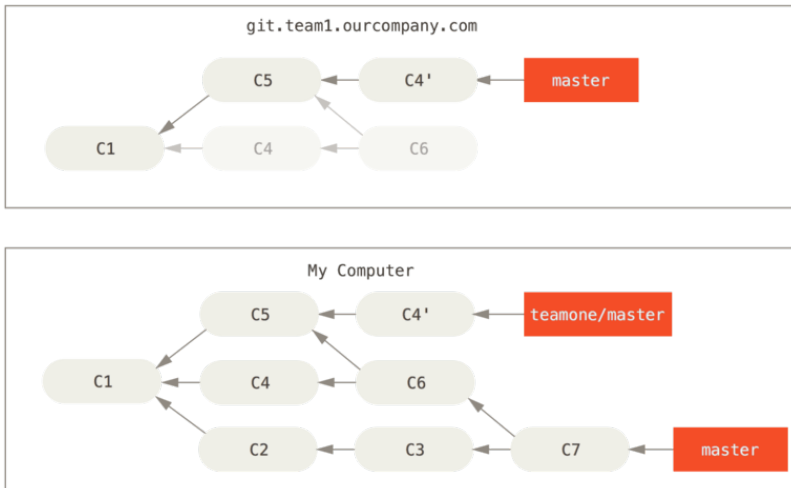 git.team1.ourcompany.com
C5 C4' master
C1 C4 C6
My Computer
C5 C4' teamone/master
C1 C4 C6
C2 C3 C7 master